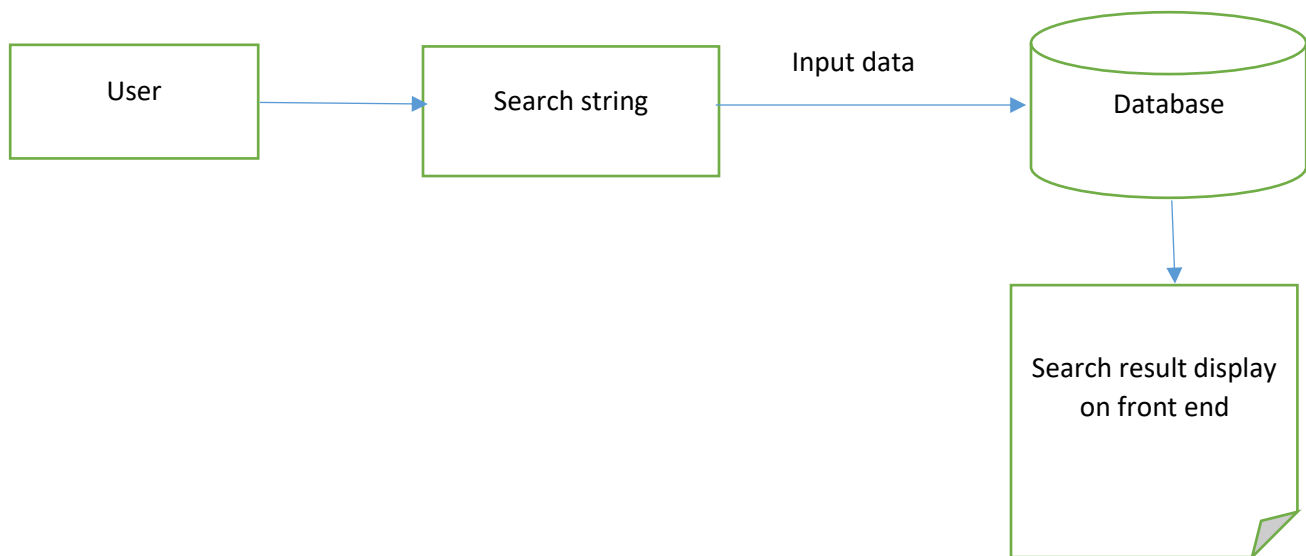 User
Search string
Input data
Database
Search result display
on front end